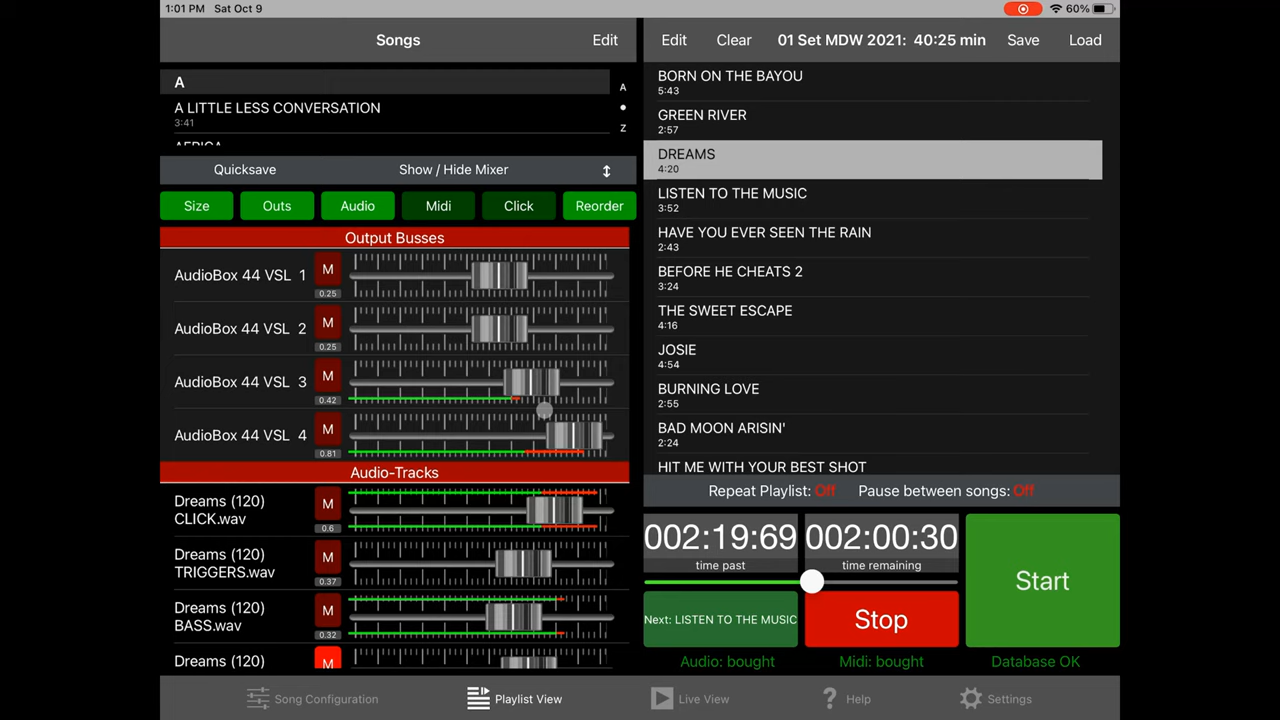 1:01 PM Sat Oct 9
60%
Songs
Edit
A
A LITTLE LESS CONVERSATION
3:41
AFRICA
A
Z
Quicksave
Show / Hide Mixer
Size
Outs
Audio
Midi
Click
Reorder
Output Busses
AudioBox 44 VSL 1
M
0.25
AudioBox 44 VSL 2
M
0.25
AudioBox 44 VSL 3
M
0.42
AudioBox 44 VSL 4
M
0.81
Audio-Tracks
Dreams (120)
CLICK.wav
M
0.6
Dreams (120)
TRIGGERS.wav
M
0.37
Dreams (120)
BASS.wav
M
0.32
Dreams (120)
M
Edit
Clear
01 Set MDW 2021: 40:25 min
Save
Load
BORN ON THE BAYOU
5:43
GREEN RIVER
2:57
DREAMS
4:20
LISTEN TO THE MUSIC
3:52
HAVE YOU EVER SEEN THE RAIN
2:43
BEFORE HE CHEATS 2
3:24
THE SWEET ESCAPE
4:16
JOSIE
4:54
BURNING LOVE
2:55
BAD MOON ARISIN'
2:24
HIT ME WITH YOUR BEST SHOT
Repeat Playlist: Off
Pause between songs: Off
002:19:69
time past
002:00:30
time remaining
Start
Next: LISTEN TO THE MUSIC
Stop
Audio: bought
Midi: bought
Database OK
Song Configuration
Playlist View
Live View
? Help
Settings